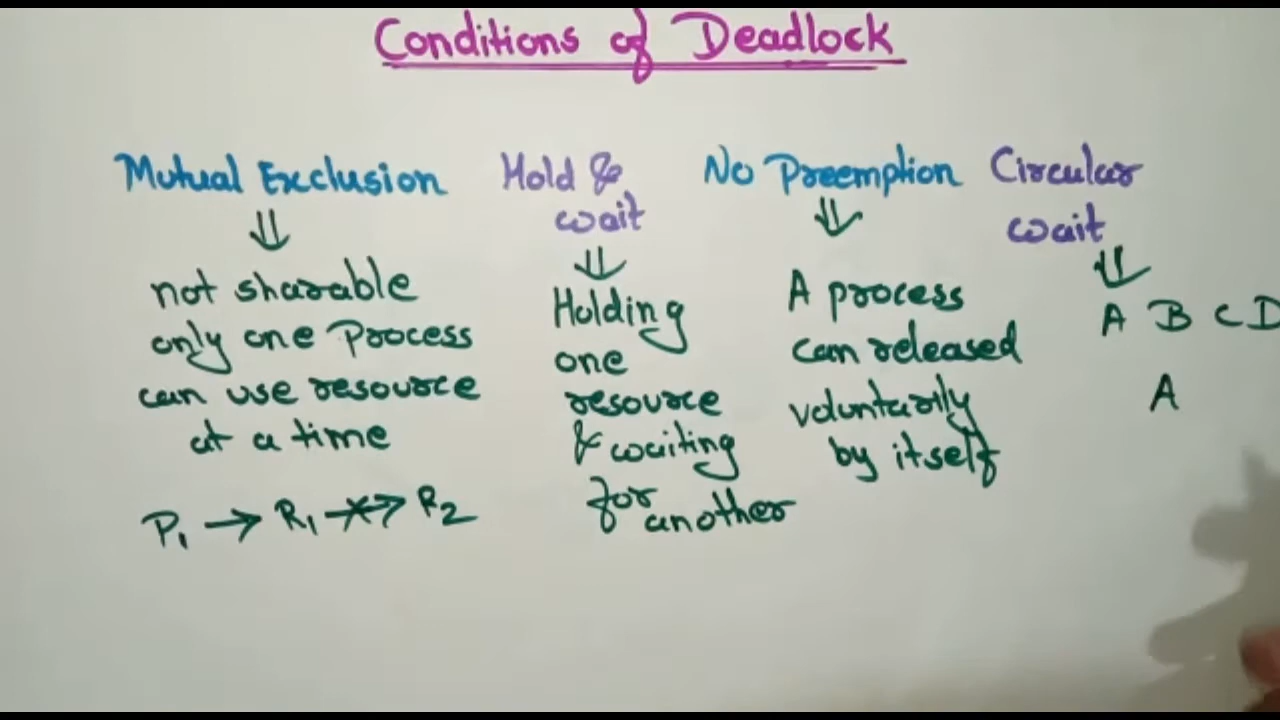 Conditions of Deadlock
Mutual Exclusion
not sharable
only one Process
can use resource
at a time
P1 → R1 → R2
Hold &
wait
Holding
one
resource
& waiting
for
another
No Preemption
A process
can released
voluntarily
by itself
Circular
wait
A B C D
A